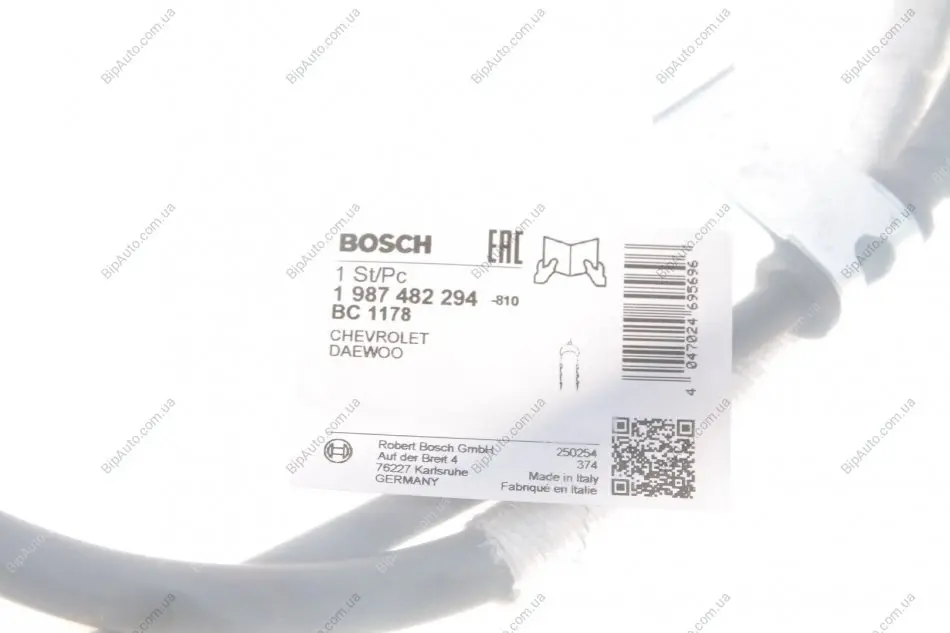 BOSCH
EAC
1 St/Pc
1 987 482 294 -810
BC 1178
CHEVROLET
DAEWOO
4 047024 695696
Robert Bosch GmbH
Auf der Breit 4
76227 Karlsruhe
GERMANY
250254
374
Made in Italy
Fabriqué en Italie
BipAuto.com.ua